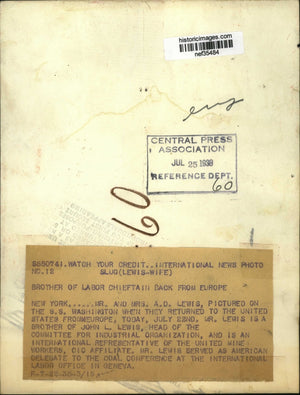 historicimages.com
nef35484
eng
CENTRAL PRESS
ASSOCIATION
JUL 25 1938
REFERENCE DEPT.
60
60
S550741.WATCH YOUR CREDIT..INTERNATIONAL NEWS PHOTO
NO.12 SLUG(LEWIS-WIFE)
BROTHER OF LABOR CHIEFTAIN BACK FROM EUROPE
NEW YORK.....MR. AND MRS. A.D. LEWIS, PICTURED ON
THE S.S. WASHINGTON WHEN THEY RETURNED TO THE UNITED
STATES FROM EUROPE, TODAY, JULY 22ND. MR. LEWIS IS A
BROTHER OF JOHN L. LEWIS, HEAD OF THE
COMMITTEE FOR INDUSTRIAL ORGANIZATION, AND IS AN
INTERNATIONAL REPRESENTATIVE OF THE UNITED MINE
WORKERS, CIO AFFILIATE. MR. LEWIS SERVED AS AMERICAN
DELEGATE TO THE COAL CONFERENCE AT THE INTERNATIONAL
LABOR OFFICE IN GENEVA.